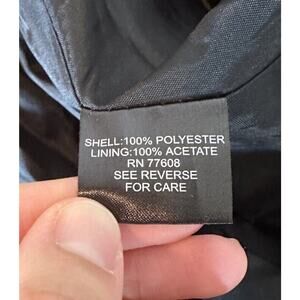 SHELL:100% POLYESTER
LINING:100% ACETATE
RN 77608
SEE REVERSE
FOR CARE